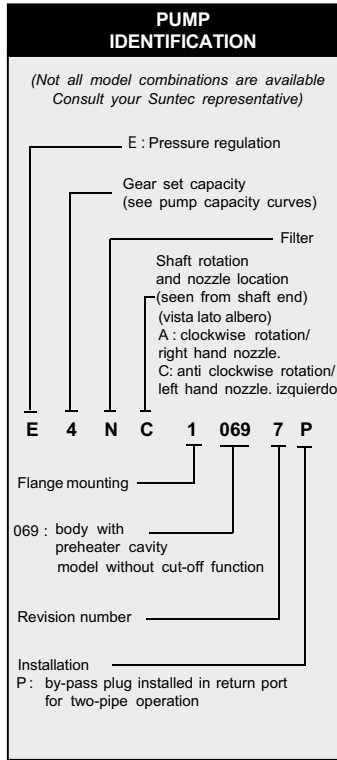 PUMP
IDENTIFICATION
(Not all model combinations are available
Consult your Suntec representative)
E : Pressure regulation
Gear set capacity
(see pump capacity curves)
Filter
Shaft rotation
and nozzle location
(seen from shaft end)
(vista lato albero)
A : clockwise rotation/
right hand nozzle.
C: anti clockwise rotation/
left hand nozzle. izquierdo
E 4 N C 1 069 7 P
Flange mounting
069 : body with
preheater cavity
model without cut-off function
Revision number
Installation
P : by-pass plug installed in return port
for two-pipe operation